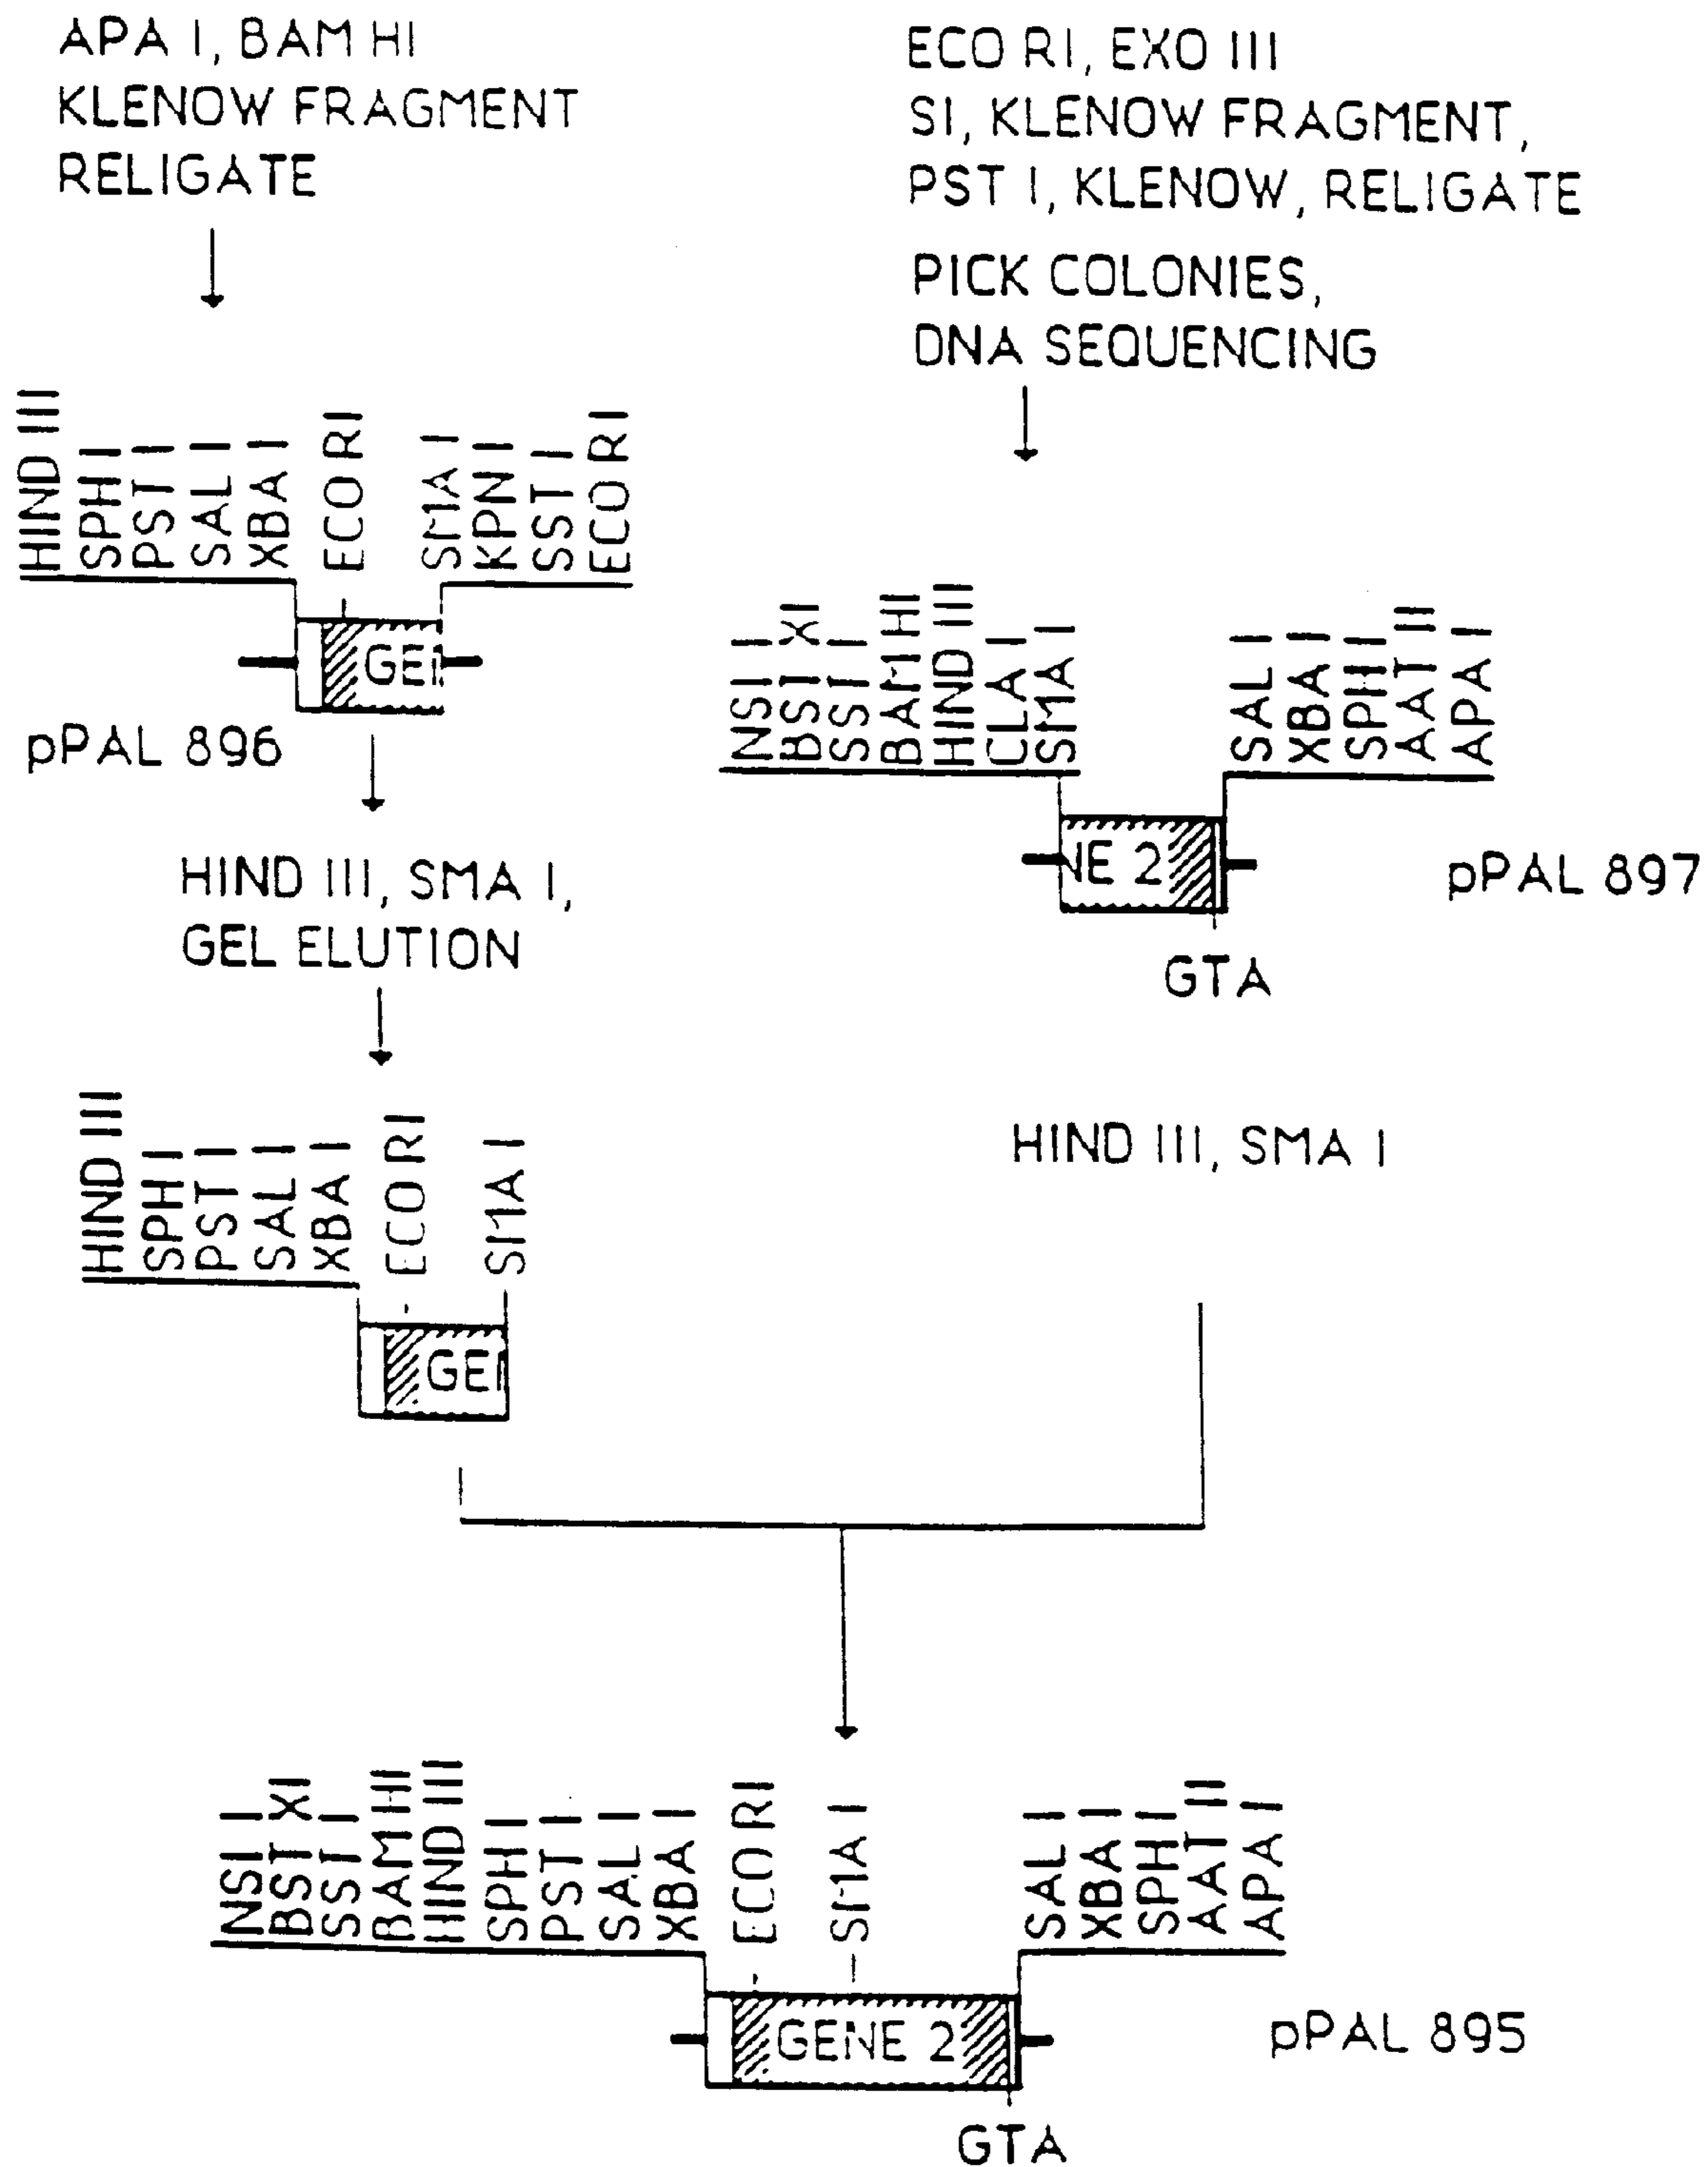 APA I, BAM HI
KLENOW FRAGMENT
RELIGATE
ECO RI, EXO III
SI, KLENOW FRAGMENT,
PST I, KLENOW, RELIGATE
PICK COLONIES,
DNA SEQUENCING
HIND III
SPH I
PST I
SAL I
XBA I
ECO RI
SMA I
KPN I
SST I
ECO RI
GEN
pPAL 896
NSI I
BST XI
SST I
BAM HI
HIND III
CLA I
SMA I
SAL I
XBA I
SPH I
AAT II
APA I
NE 2
pPAL 897
GTA
HIND III, SMA I,
GEL ELUTION
HIND III
SPH I
PST I
SAL I
XBA I
ECO RI
SMA I
GEN
HIND III, SMA I
NSI I
BST XI
SST I
BAM HI
HIND III
SPH I
PST I
SAL I
XBA I
ECO RI
SMA I
SAL I
XBA I
SPH I
AAT II
APA I
GENE 2
pPAL 895
GTA